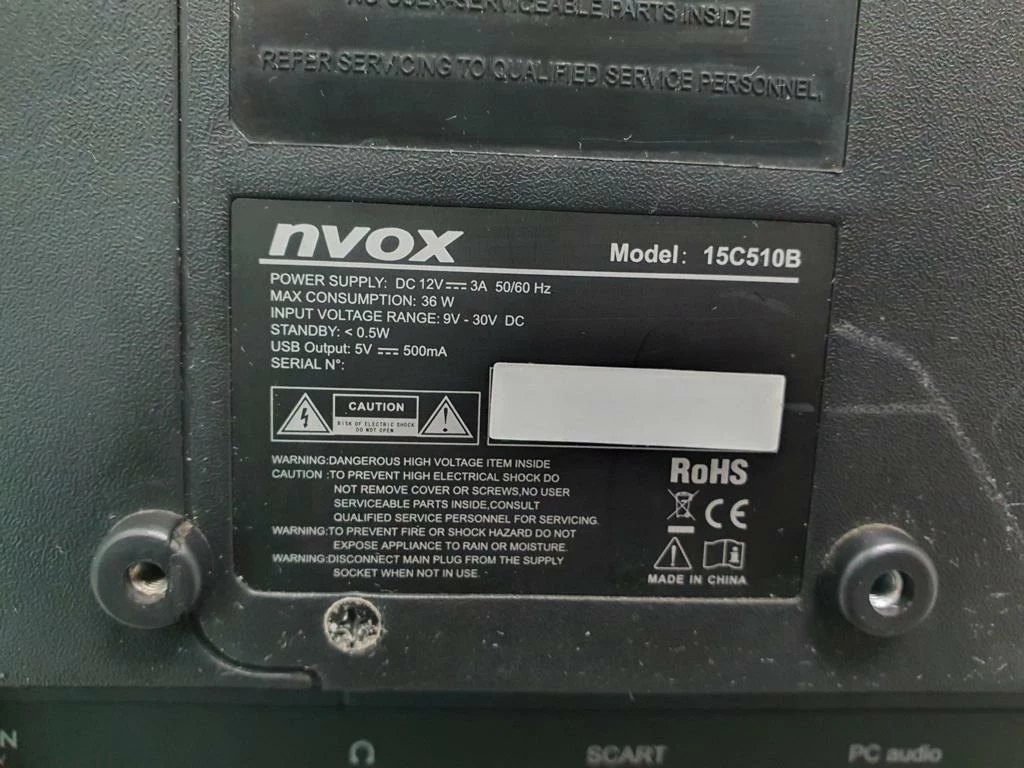 NO USER-SERVICEABLE PARTS INSIDE
REFER SERVICING TO QUALIFIED SERVICE PERSONNEL.
nvox
Model: 15C510B
POWER SUPPLY: DC 12V⎓3A 50/60 Hz
MAX CONSUMPTION: 36 W
INPUT VOLTAGE RANGE: 9V - 30V DC
STANDBY: < 0.5W
USB Output: 5V ⎓ 500mA
SERIAL N°:
CAUTION
RISK OF ELECTRIC SHOCK
DO NOT OPEN
WARNING:DANGEROUS HIGH VOLTAGE ITEM INSIDE
CAUTION :TO PREVENT HIGH ELECTRICAL SHOCK DO
NOT REMOVE COVER OR SCREWS,NO USER
SERVICEABLE PARTS INSIDE,CONSULT
QUALIFIED SERVICE PERSONNEL FOR SERVICING.
WARNING:TO PREVENT FIRE OR SHOCK HAZARD DO NOT
EXPOSE APPLIANCE TO RAIN OR MOISTURE.
WARNING:DISCONNECT MAIN PLUG FROM THE SUPPLY
SOCKET WHEN NOT IN USE.
RoHS
CE
MADE IN CHINA
SCART
PC audio